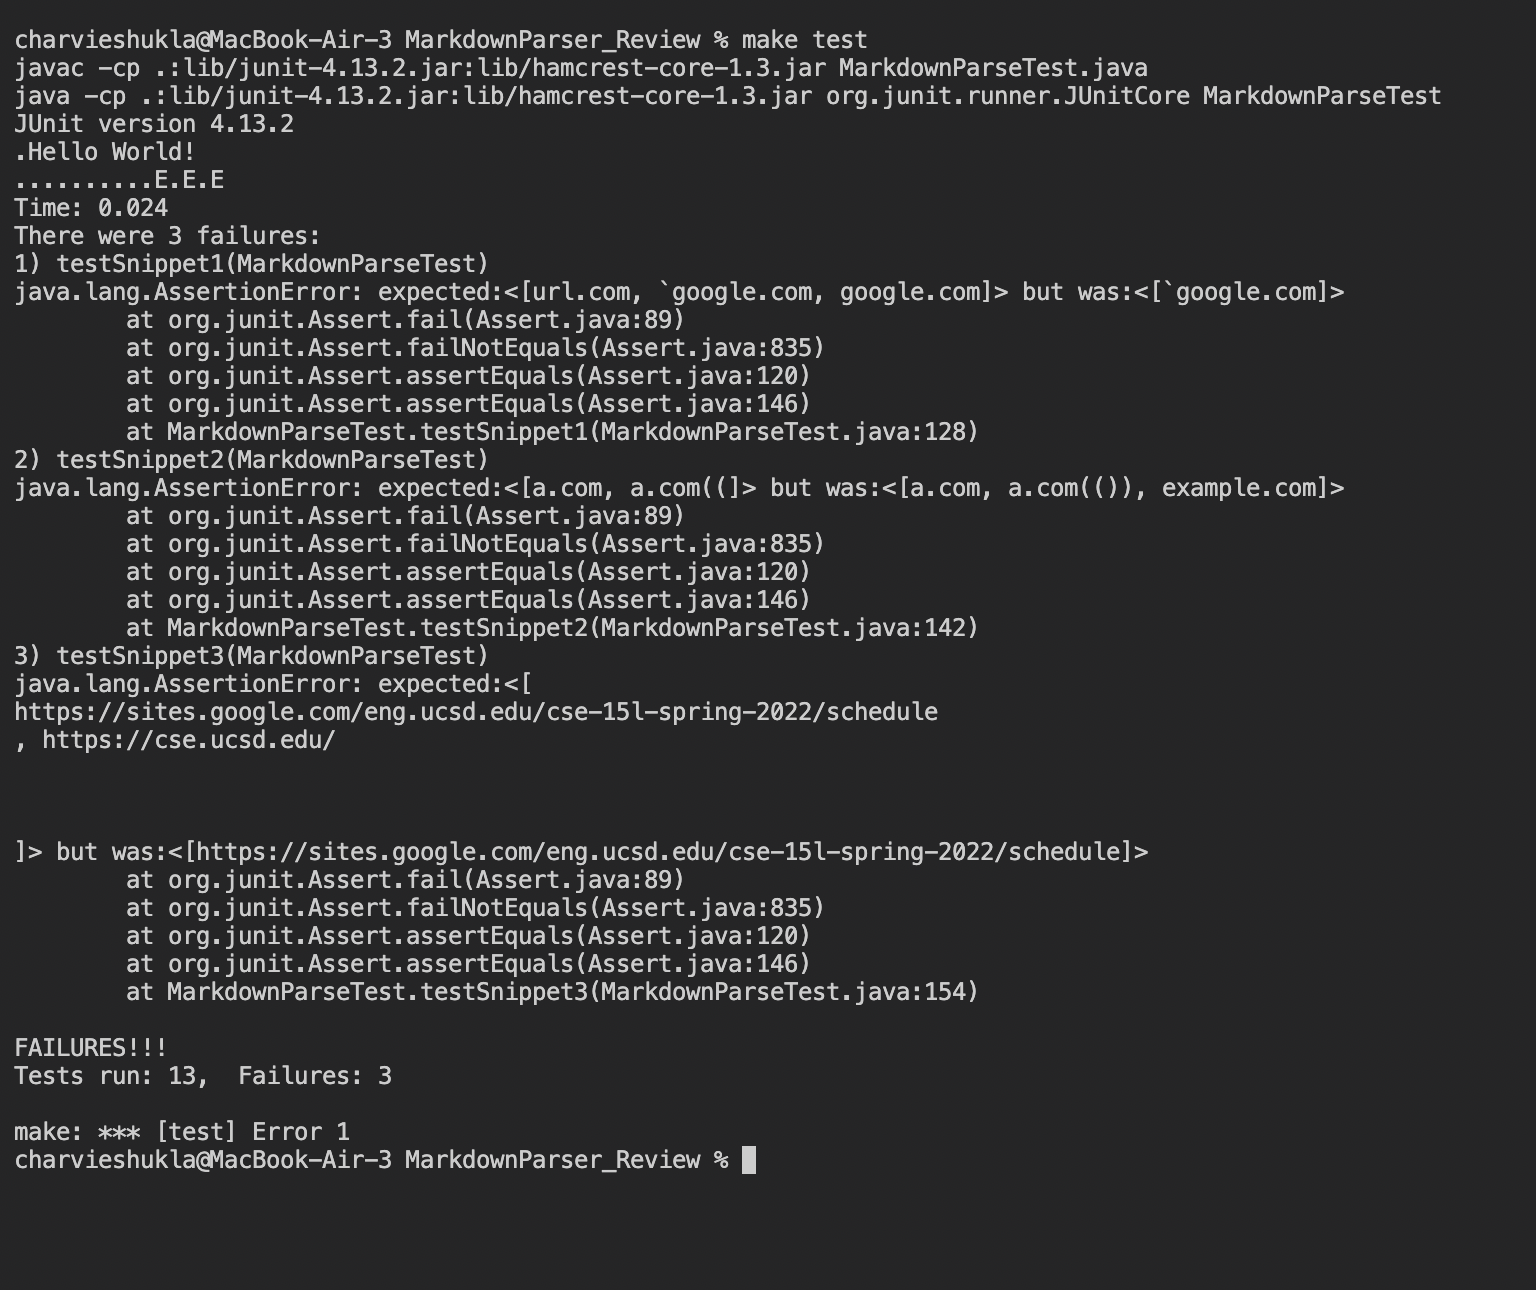 charvieshukla@MacBook-Air-3 MarkdownParser_Review % make test
javac -cp .:lib/junit-4.13.2.jar:lib/hamcrest-core-1.3.jar MarkdownParseTest.java
java -cp .:lib/junit-4.13.2.jar:lib/hamcrest-core-1.3.jar org.junit.runner.JUnitCore MarkdownParseTest
JUnit version 4.13.2
.Hello World!
..........E.E.E
Time: 0.024
There were 3 failures:
1) testSnippet1(MarkdownParseTest)
java.lang.AssertionError: expected:<[url.com, `google.com, google.com]> but was:<[`google.com]>
        at org.junit.Assert.fail(Assert.java:89)
        at org.junit.Assert.failNotEquals(Assert.java:835)
        at org.junit.Assert.assertEquals(Assert.java:120)
        at org.junit.Assert.assertEquals(Assert.java:146)
        at MarkdownParseTest.testSnippet1(MarkdownParseTest.java:128)
2) testSnippet2(MarkdownParseTest)
java.lang.AssertionError: expected:<[a.com, a.com((]> but was:<[a.com, a.com(()), example.com]>
        at org.junit.Assert.fail(Assert.java:89)
        at org.junit.Assert.failNotEquals(Assert.java:835)
        at org.junit.Assert.assertEquals(Assert.java:120)
        at org.junit.Assert.assertEquals(Assert.java:146)
        at MarkdownParseTest.testSnippet2(MarkdownParseTest.java:142)
3) testSnippet3(MarkdownParseTest)
java.lang.AssertionError: expected:<[
https://sites.google.com/eng.ucsd.edu/cse-15l-spring-2022/schedule
, https://cse.ucsd.edu/
]> but was:<[https://sites.google.com/eng.ucsd.edu/cse-15l-spring-2022/schedule]>
        at org.junit.Assert.fail(Assert.java:89)
        at org.junit.Assert.failNotEquals(Assert.java:835)
        at org.junit.Assert.assertEquals(Assert.java:120)
        at org.junit.Assert.assertEquals(Assert.java:146)
        at MarkdownParseTest.testSnippet3(MarkdownParseTest.java:154)
FAILURES!!!
Tests run: 13,  Failures: 3
make: *** [test] Error 1
charvieshukla@MacBook-Air-3 MarkdownParser_Review %